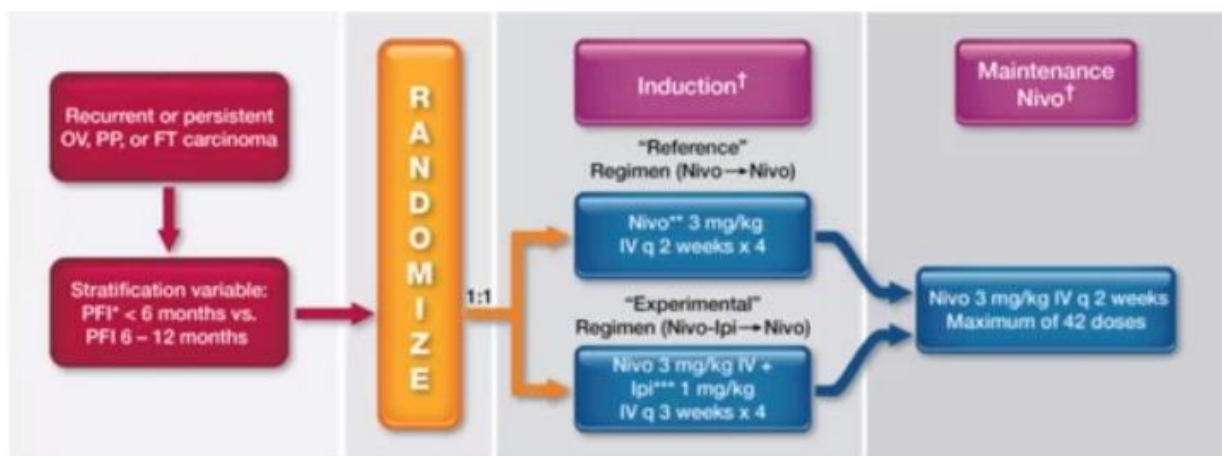 Recurrent or persistent
OV, PP, or FT carcinoma
Stratification variable:
PFI* < 6 months vs.
PFI 6 – 12 months
RANDOMIZE
1:1
Induction†
"Reference"
Regimen (Nivo→Nivo)
Nivo** 3 mg/kg
IV q 2 weeks x 4
"Experimental"
Regimen (Nivo-Ipi→Nivo)
Nivo 3 mg/kg IV +
Ipi*** 1 mg/kg
IV q 3 weeks x 4
Maintenance
Nivo†
Nivo 3 mg/kg IV q 2 weeks
Maximum of 42 doses